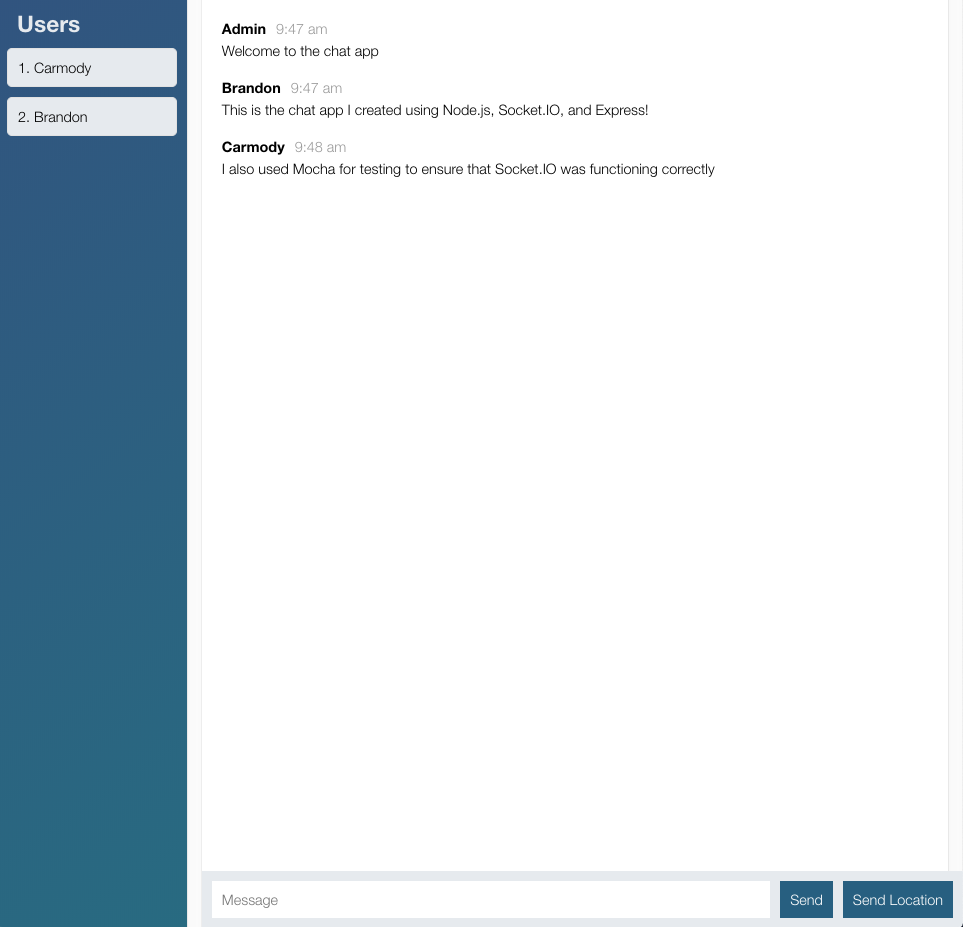 Users
1. Carmody
2. Brandon
Admin 9:47 am
Welcome to the chat app
Brandon 9:47 am
This is the chat app I created using Node.js, Socket.IO, and Express!
Carmody 9:48 am
I also used Mocha for testing to ensure that Socket.IO was functioning correctly
Message
Send
Send Location